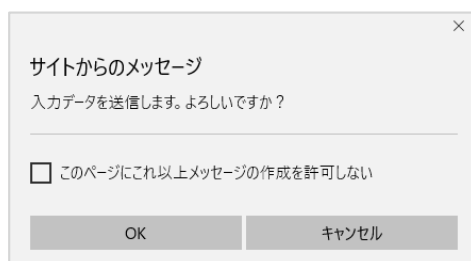 サイトからのメッセージ
入力データを送信します。よろしいですか？
このページにこれ以上メッセージの作成を許可しない
OK
キャンセル